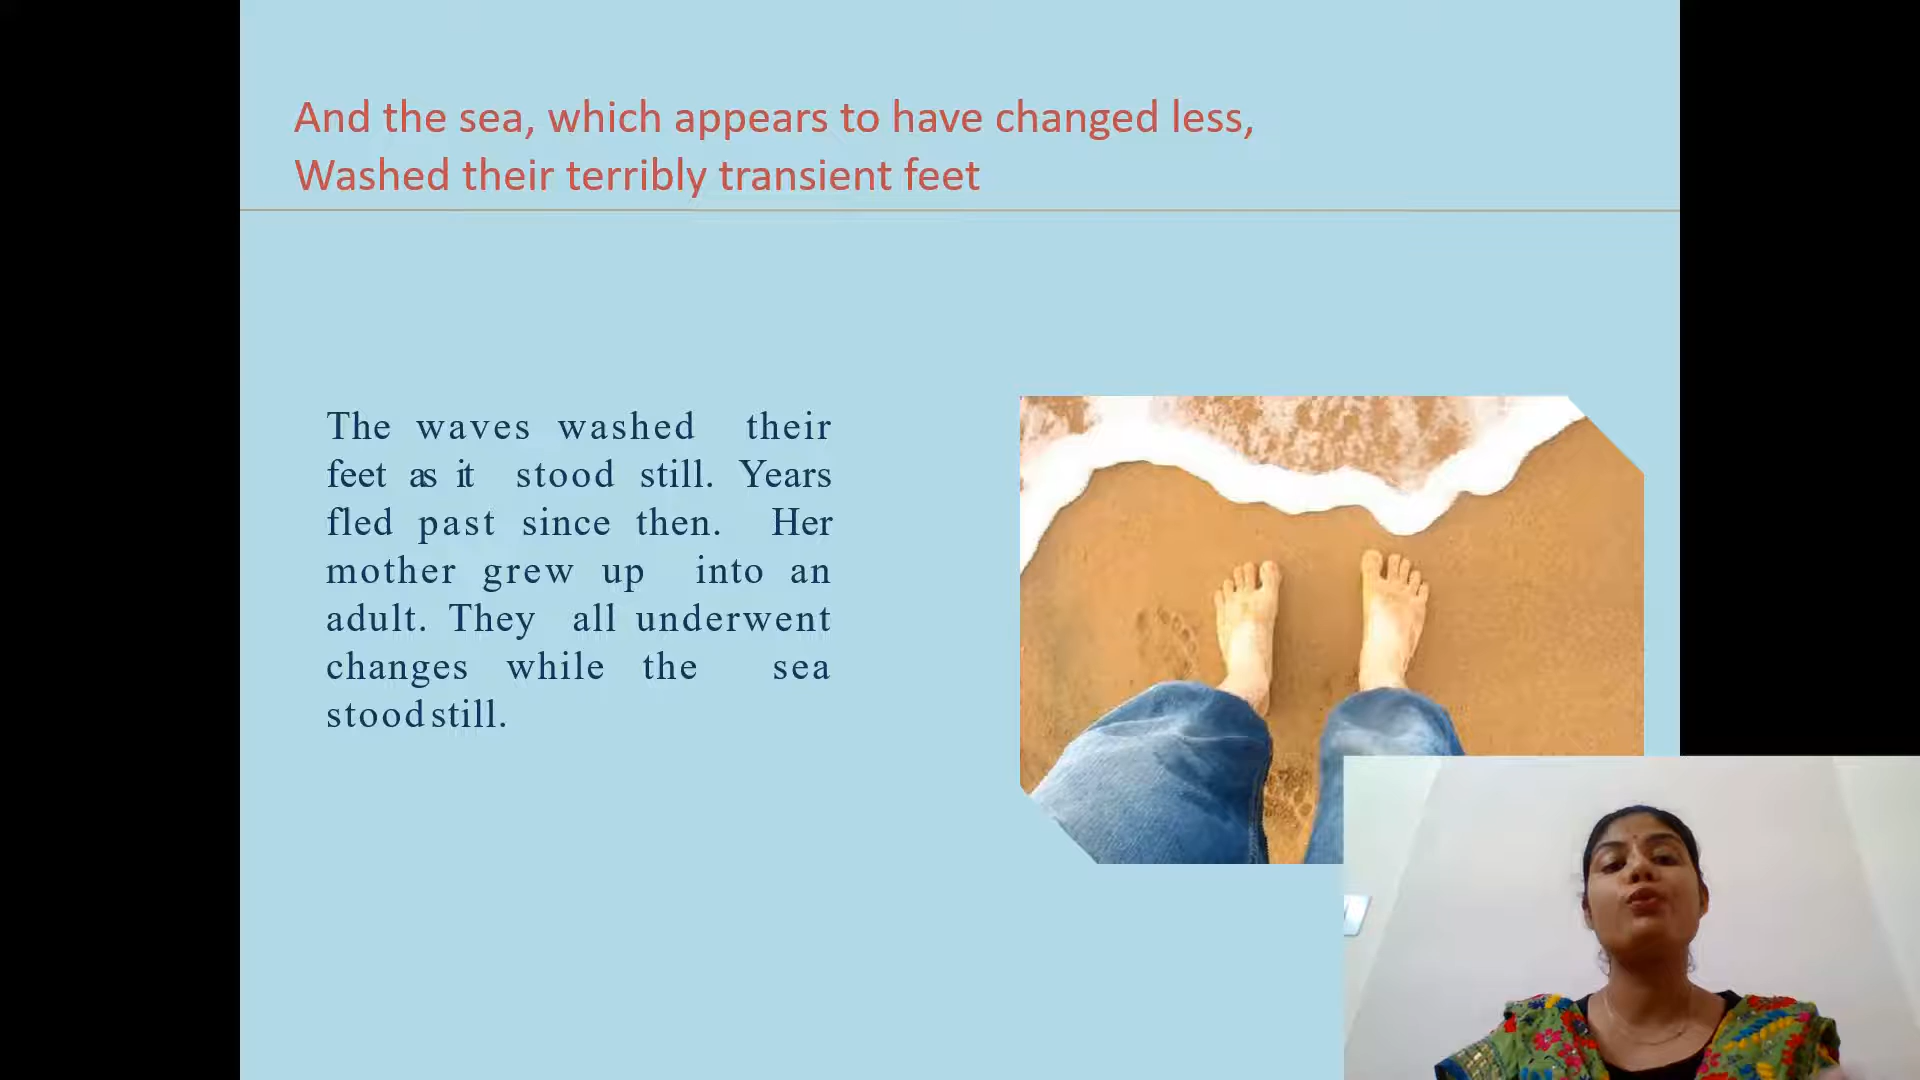 And the sea, which appears to have changed less,
Washed their terribly transient feet
The waves washed their
feet as it stood still. Years
fled past since then. Her
mother grew up into an
adult. They all underwent
changes while the sea
stood still.